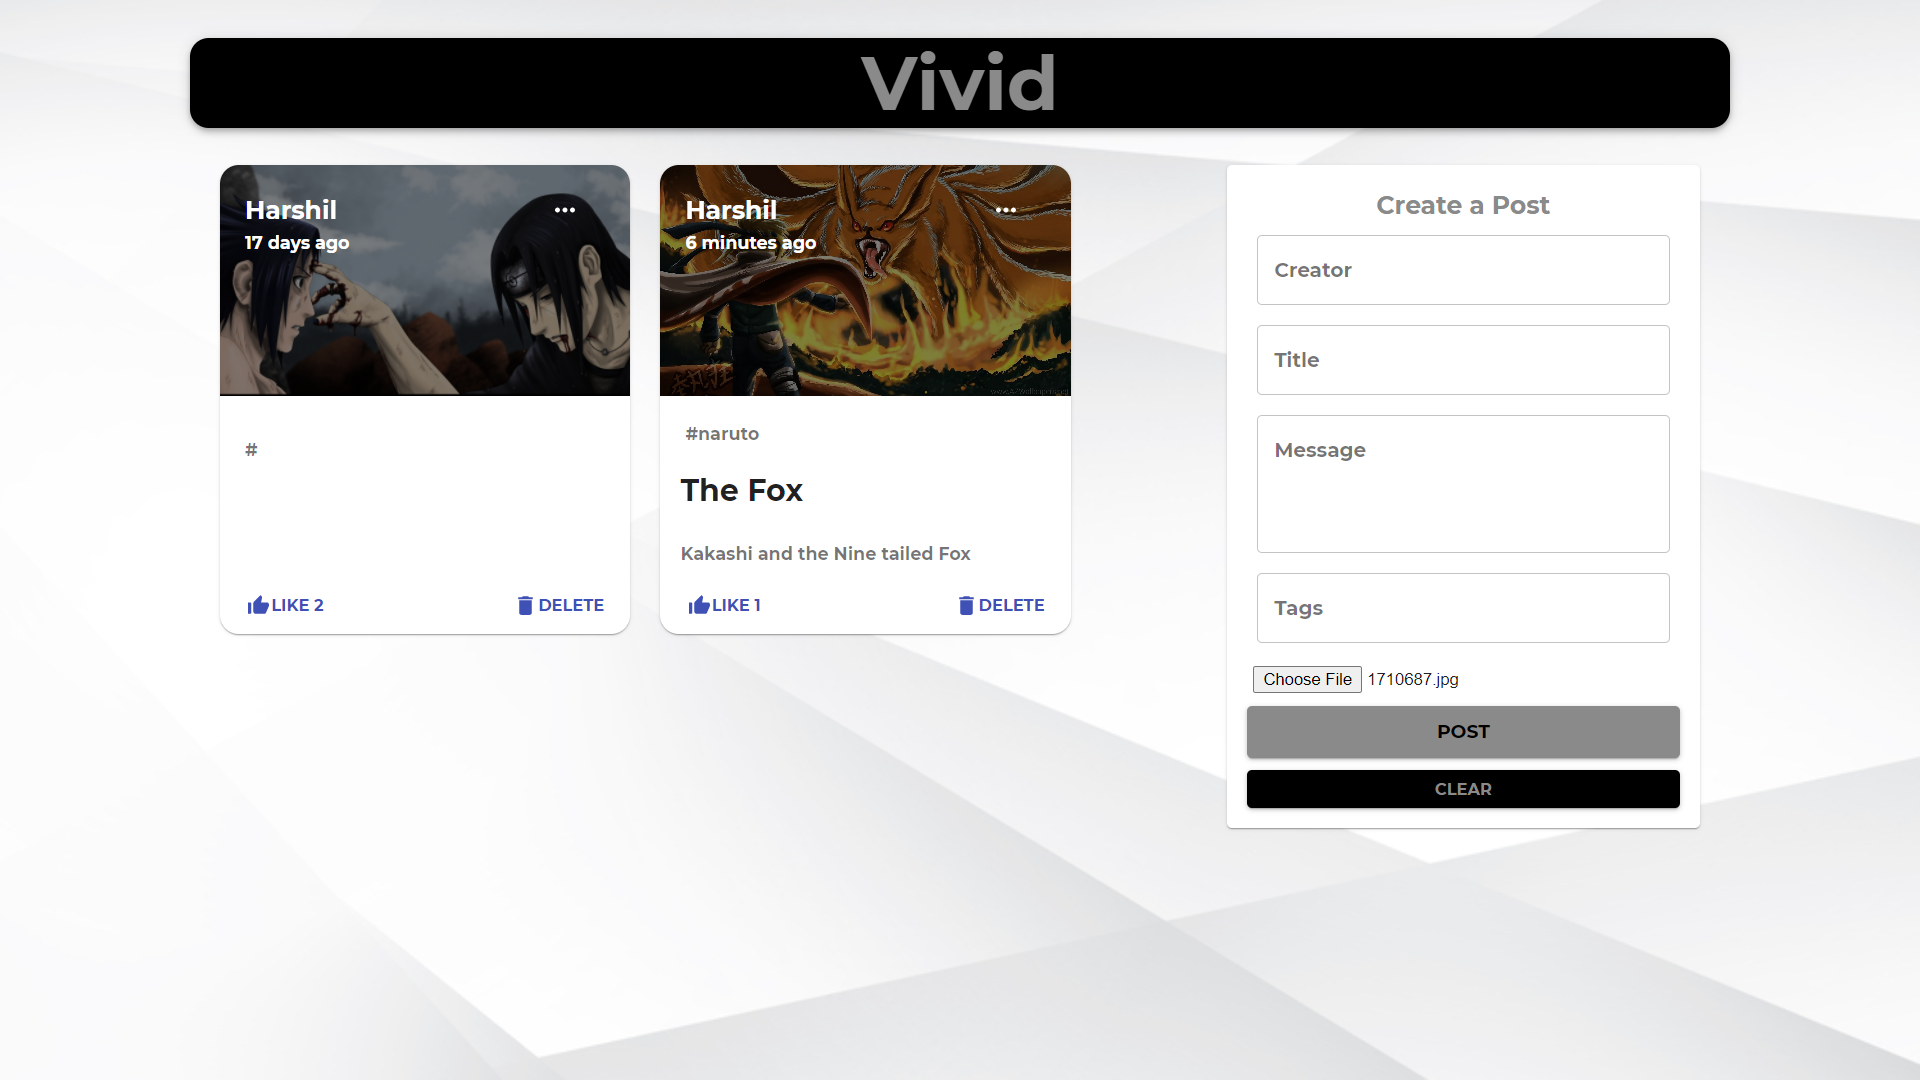 Vivid
Harshil
17 days ago
#
LIKE 2
DELETE
Harshil
6 minutes ago
#naruto
The Fox
Kakashi and the Nine tailed Fox
LIKE 1
DELETE
Create a Post
Creator
Title
Message
Tags
Choose File 1710687.jpg
POST
CLEAR